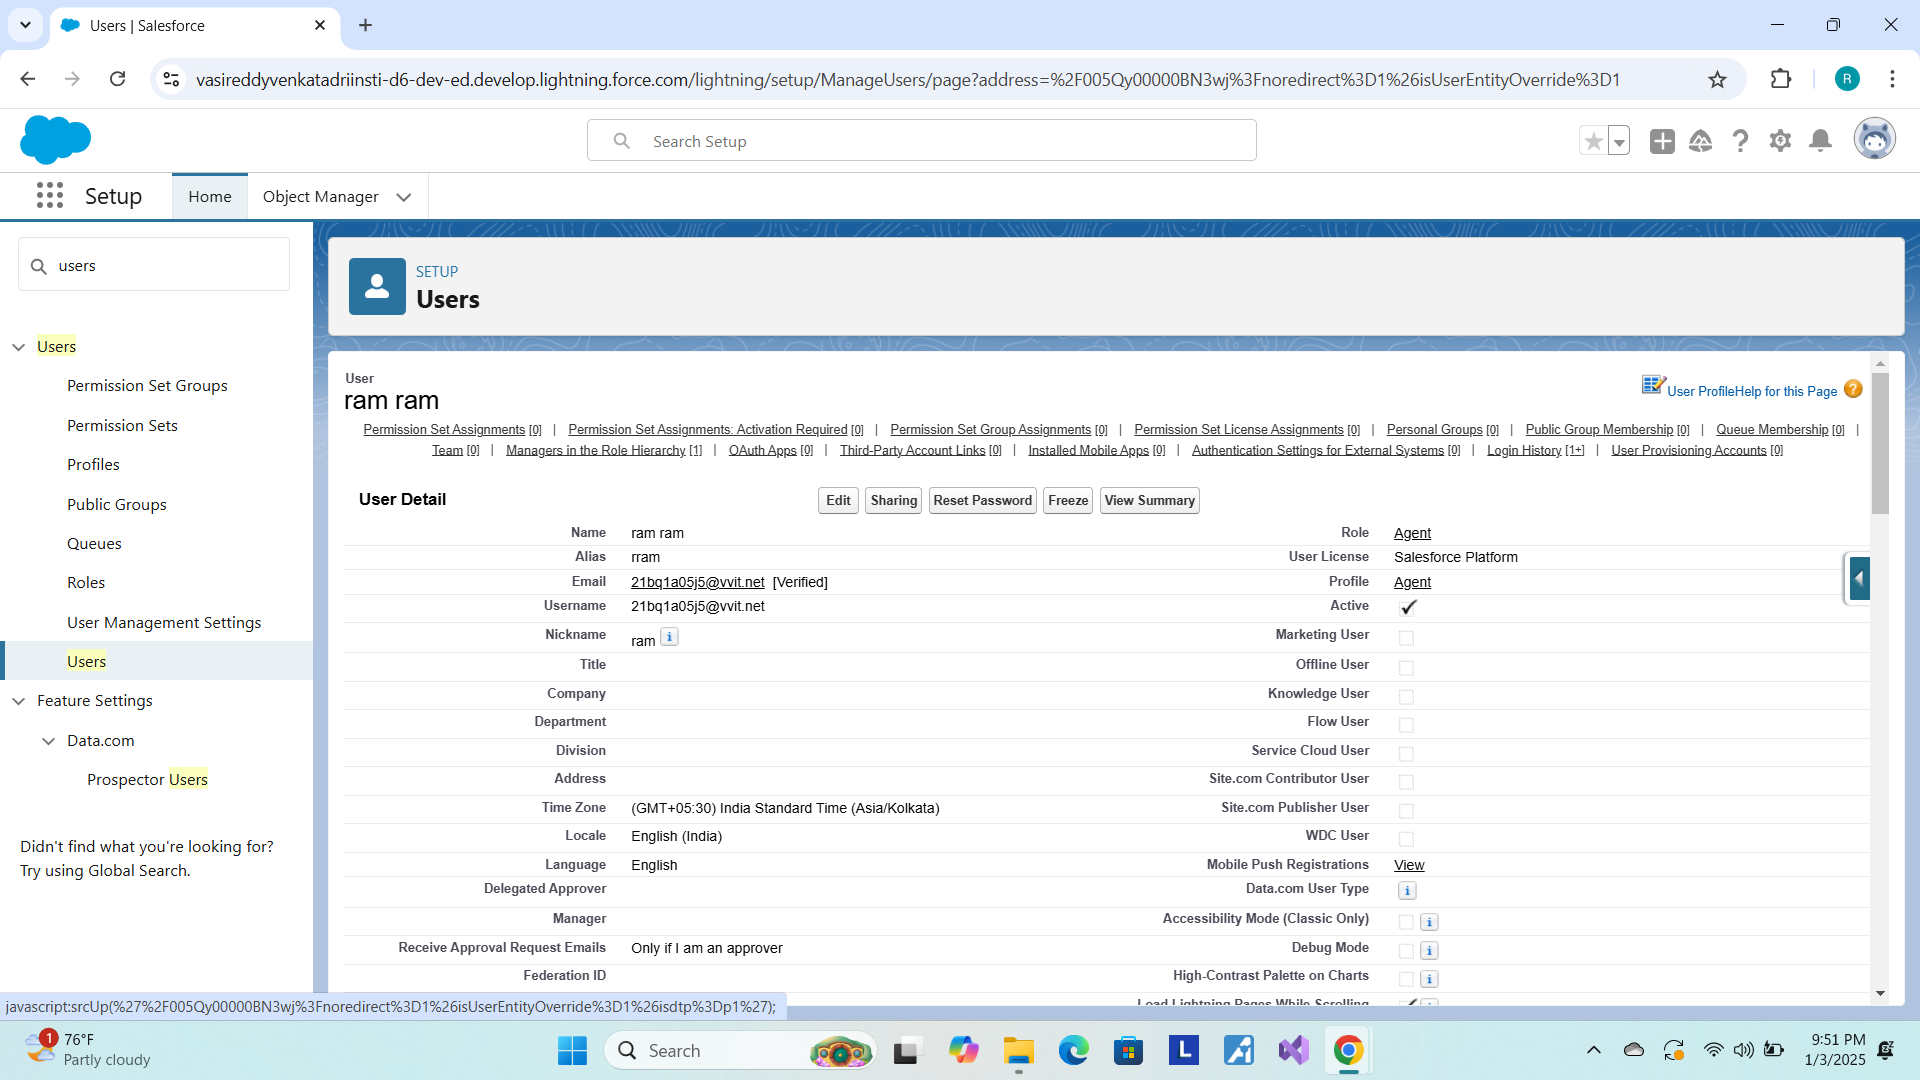 Users | Salesforce
vasireddyvenkatadriinsti-d6-dev-ed.develop.lightning.force.com/lightning/setup/ManageUsers/page?address=%2F005Qy00000BN3wj%3Fnoredirect%3D1%26isUserEntityOverride%3D1
R
Search Setup
Setup
Home
Object Manager
users
Users
Permission Set Groups
Permission Sets
Profiles
Public Groups
Queues
Roles
User Management Settings
Users
Feature Settings
Data.com
Prospector Users
Didn't find what you're looking for?
Try using Global Search.
SETUP
Users
User
ram ram
User Profile Help for this Page ?
Permission Set Assignments [0] | Permission Set Assignments: Activation Required [0] | Permission Set Group Assignments [0] | Permission Set License Assignments [0] | Personal Groups [0] | Public Group Membership [0] | Queue Membership [0] |
Team [0] | Managers in the Role Hierarchy [1] | OAuth Apps [0] | Third-Party Account Links [0] | Installed Mobile Apps [0] | Authentication Settings for External Systems [0] | Login History [1+] | User Provisioning Accounts [0]
User Detail
Edit Sharing Reset Password Freeze View Summary
Name ram ram Role Agent
Alias rram User License Salesforce Platform
Email 21bq1a05j5@vvit.net [Verified] Profile Agent
Username 21bq1a05j5@vvit.net Active
Nickname ram i Marketing User
Title Offline User
Company Knowledge User
Department Flow User
Division Service Cloud User
Address Site.com Contributor User
Time Zone (GMT+05:30) India Standard Time (Asia/Kolkata) Site.com Publisher User
Locale English (India) WDC User
Language English Mobile Push Registrations View
Delegated Approver Data.com User Type i
Manager Accessibility Mode (Classic Only) i
Receive Approval Request Emails Only if I am an approver Debug Mode i
Federation ID High-Contrast Palette on Charts i
Load Lightning Pages While Scrolling
javascript:srcUp(%27%2F005Qy00000BN3wj%3Fnoredirect%3D1%26isUserEntityOverride%3D1%26isdtp%3Dp1%27);
1
76°F
Partly cloudy
Search
L
9:51 PM
1/3/2025